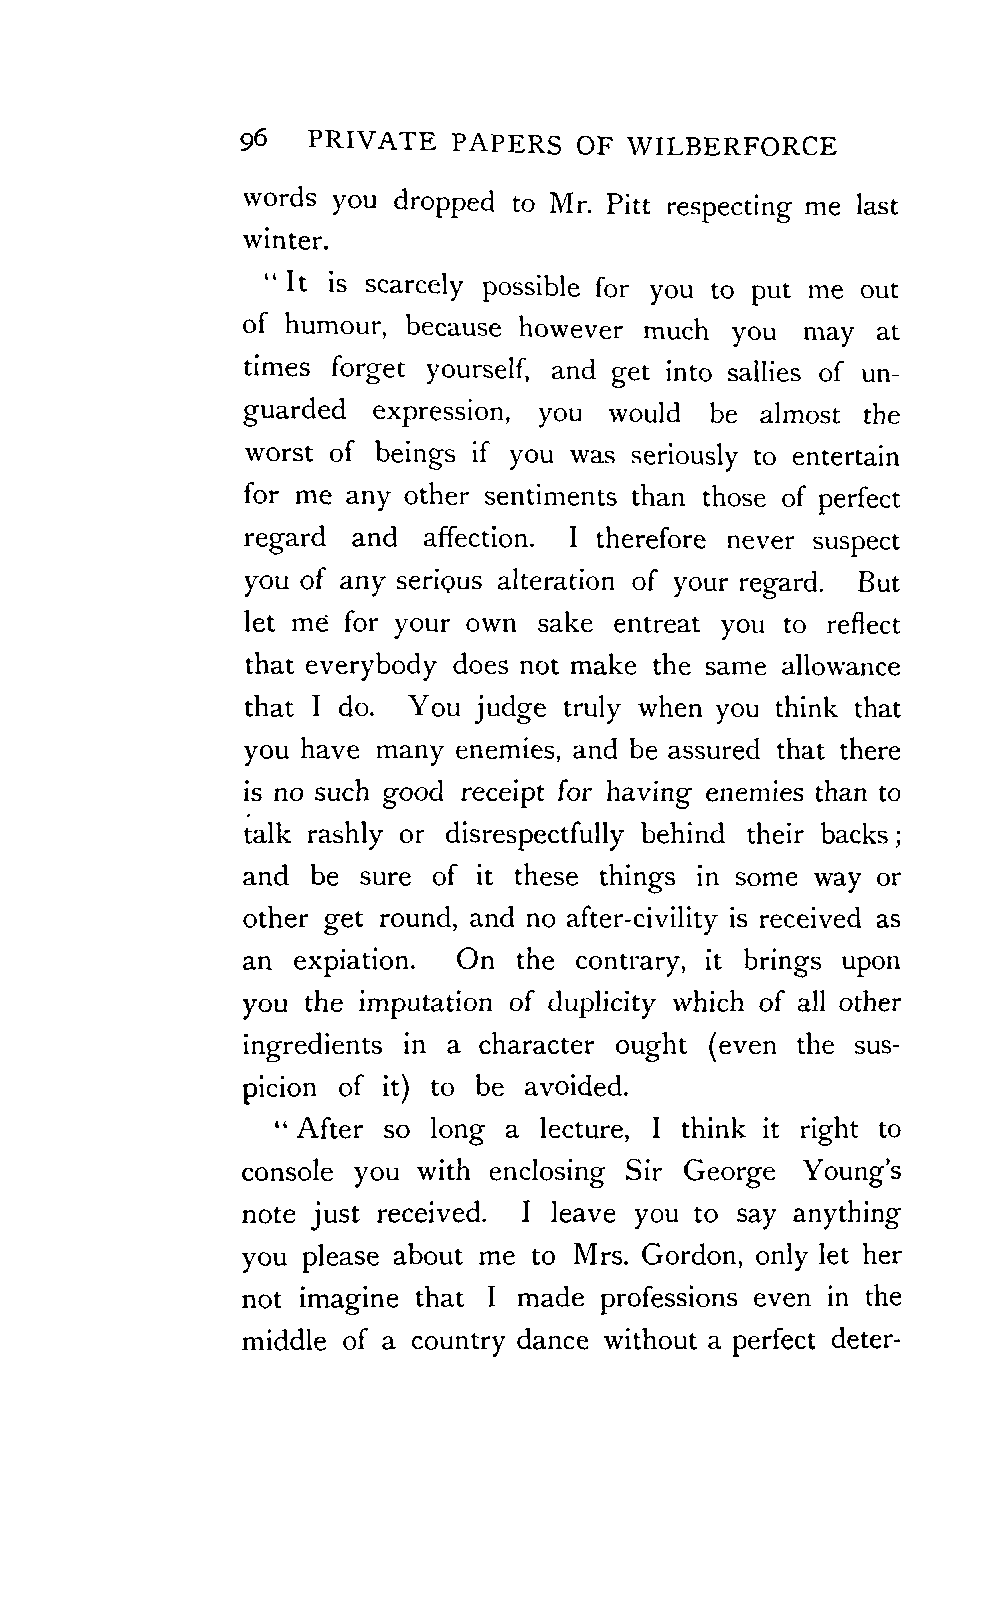 96 PRIVATE PAPERS OF WILBERFORCE
words you dropped to Mr. Pitt respecting me last
winter.
“It is scarcely possible for you to put me out
of humour, because however much you may at
times forget yourself, and get into sallies of un-
guarded expression, you would be almost the
worst of beings if you was seriously to entertain
for me any other sentiments than those of perfect
regard and affection. I therefore never suspect
you of any serious alteration of your regard. But
let me for your own sake entreat you to reflect
that everybody does not make the same allowance
that I do. You judge truly when you think that
you have many enemies, and be assured that there
is no such good receipt for having enemies than to
talk rashly or disrespectfully behind their backs;
and be sure of it these things in some way or
other get round, and no after-civility is received as
an expiation. On the contrary, it brings upon
you the imputation of duplicity which of all other
ingredients in a character ought (even the sus-
picion of it) to be avoided.
“After so long a lecture, I think it right to
console you with enclosing Sir George Young's
note just received. I leave you to say anything
you please about me to Mrs. Gordon, only let her
not imagine that I made professions even in the
middle of a country dance without a perfect deter-